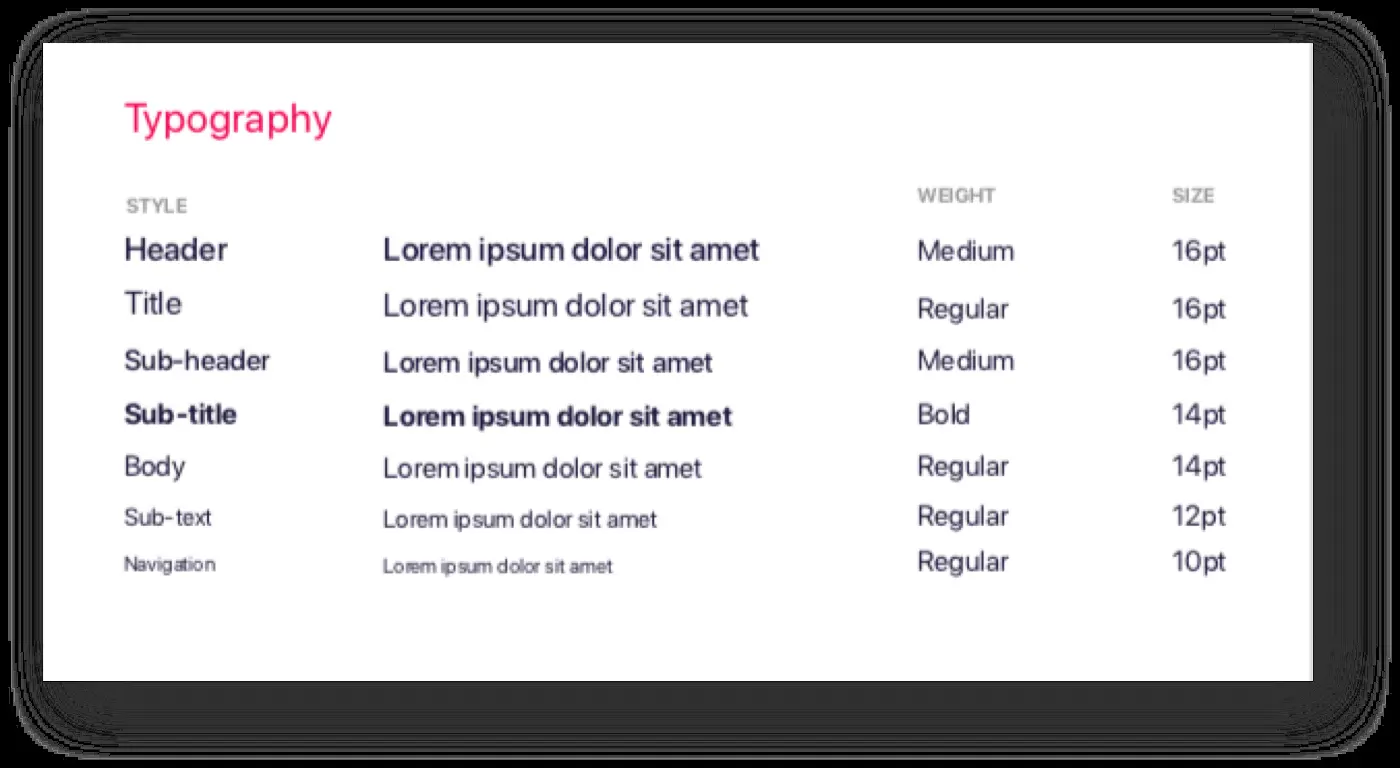 Typography
STYLE WEIGHT SIZE
Header Lorem ipsum dolor sit amet Medium 16pt
Title Lorem ipsum dolor sit amet Regular 16pt
Sub-header Lorem ipsum dolor sit amet Medium 16pt
Sub-title Lorem ipsum dolor sit amet Bold 14pt
Body Lorem ipsum dolor sit amet Regular 14pt
Sub-text Lorem ipsum dolor sit amet Regular 12pt
Navigation Lorem ipsum dolor sit amet Regular 10pt